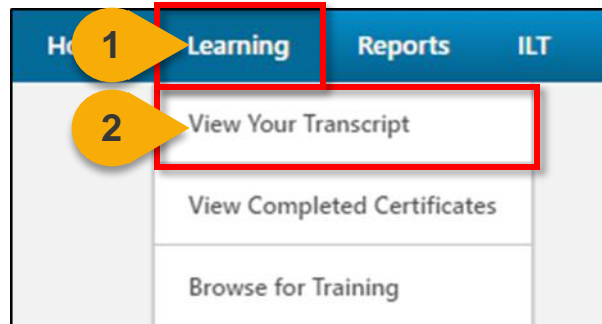 1 Learning Reports ILT
2 View Your Transcript
View Completed Certificates
Browse for Training